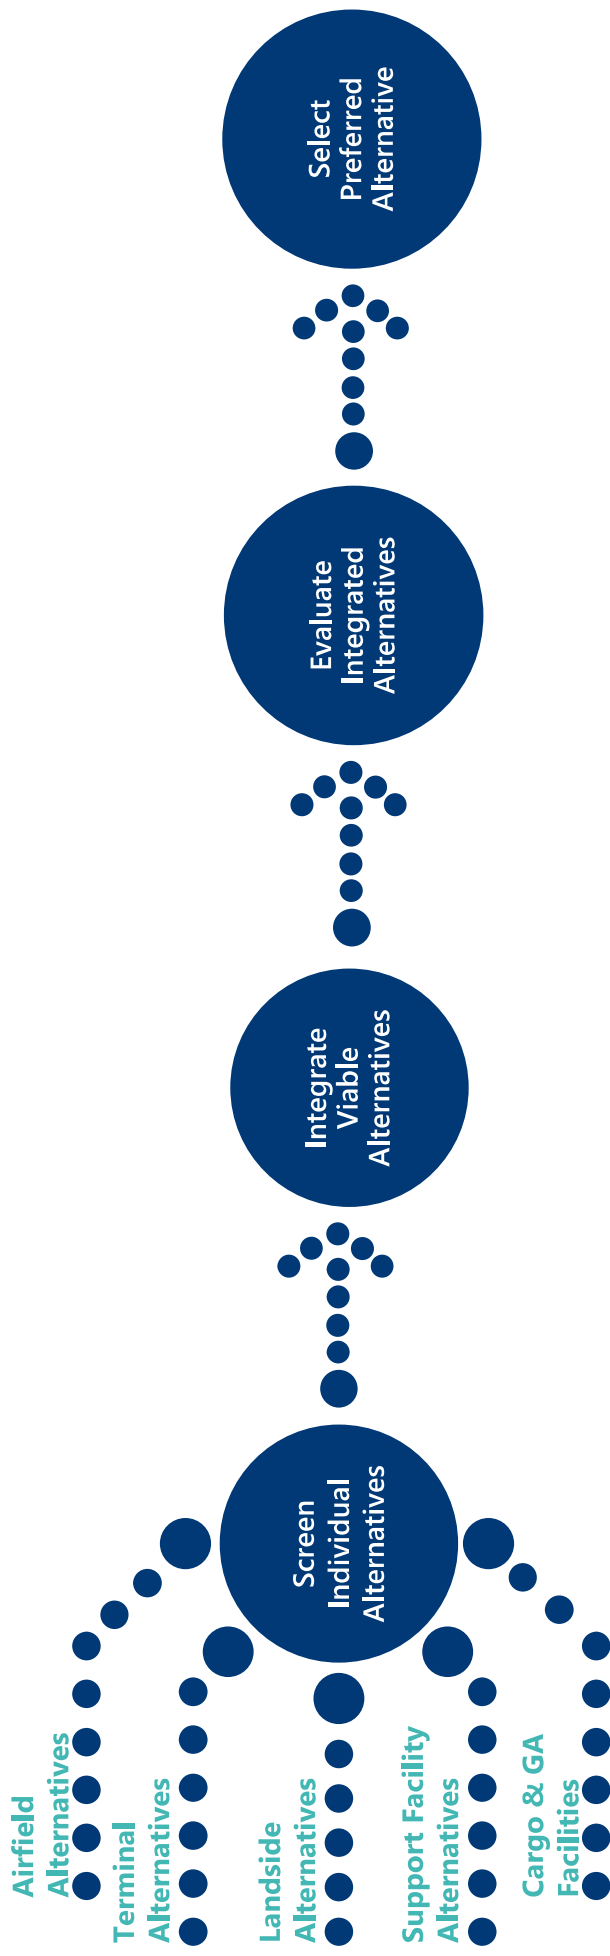 Airfield
Alternatives
Terminal
Alternatives
Landside
Alternatives
Support Facility
Alternatives
Cargo & GA
Facilities
Screen
Individual
Alternatives
Integrate
Viable
Alternatives
Evaluate
Integrated
Alternatives
Select
Preferred
Alternative